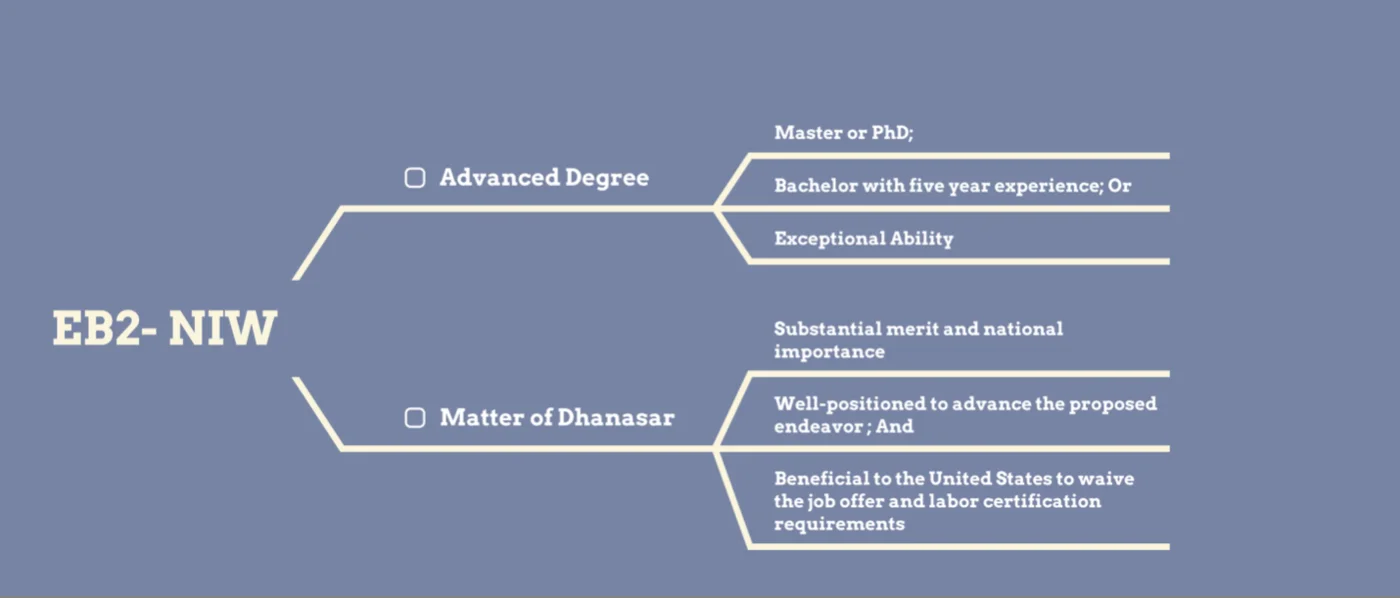 EB2- NIW
Advanced Degree
Master or PhD;
Bachelor with five year experience; Or
Exceptional Ability
Matter of Dhanasar
Substantial merit and national
importance
Well-positioned to advance the proposed
endeavor ; And
Beneficial to the United States to waive
the job offer and labor certification
requirements